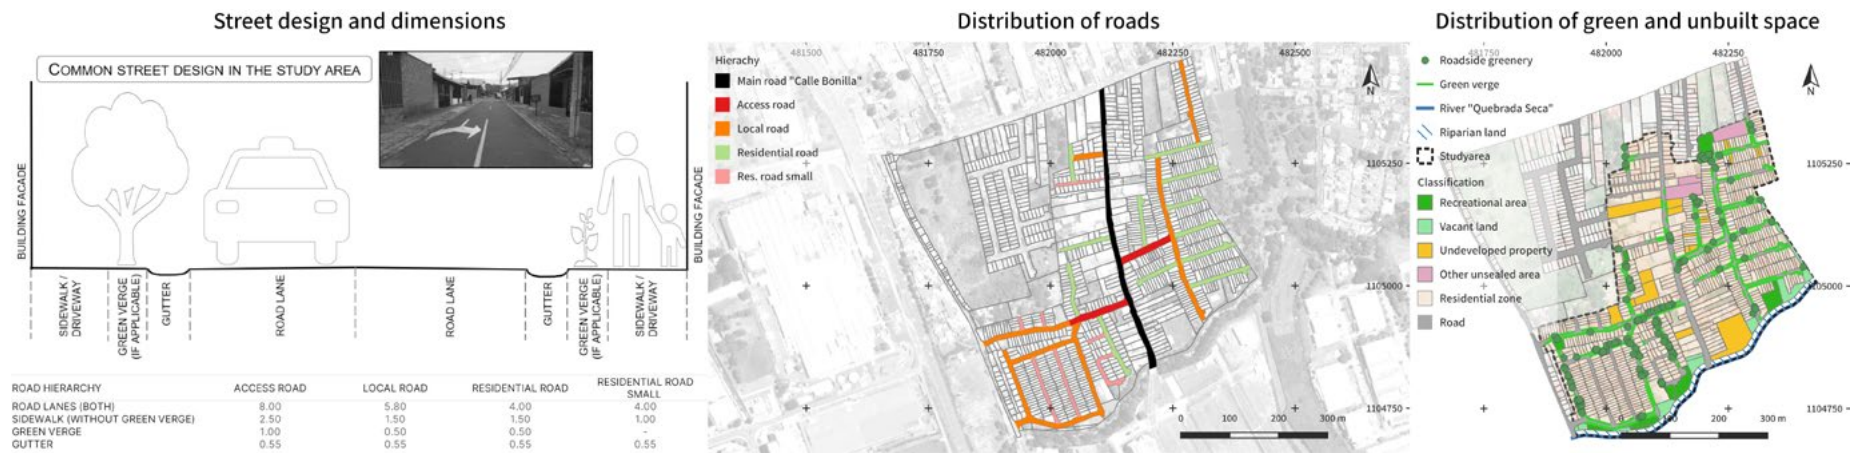 Street design and dimensions
COMMON STREET DESIGN IN THE STUDY AREA
BUILDING FACADE
BUILDING FACADE
SIDEWALK / DRIVEWAY
GREEN VERGE (IF APPLICABLE)
GUTTER
ROAD LANE
ROAD LANE
GUTTER
GREEN VERGE (IF APPLICABLE)
SIDEWALK / DRIVEWAY
ROAD HIERARCHY ACCESS ROAD LOCAL ROAD RESIDENTIAL ROAD RESIDENTIAL ROAD SMALL
ROAD LANES (BOTH) 8.00 5.80 4.00 4.00
SIDEWALK (WITHOUT GREEN VERGE) 2.50 1.50 1.50 1.00
GREEN VERGE 1.00 0.50 0.50 -
GUTTER 0.55 0.55 0.55 0.55
Distribution of roads
481500 481750 482000 482250 482500
Hierachy
Main road "Calle Bonilla"
Access road
Local road
Residential road
Res. road small
N
1105250
1105000
1104750
0 100 200 300 m
Distribution of green and unbuilt space
481750 482000 482250
Roadside greenery
Green verge
River "Quebrada Seca"
Riparian land
Studyarea
Classification
Recreational area
Vacant land
Undeveloped property
Other unsealed area
Residential zone
Road
N
1105250
1105000
1104750
200 300 m